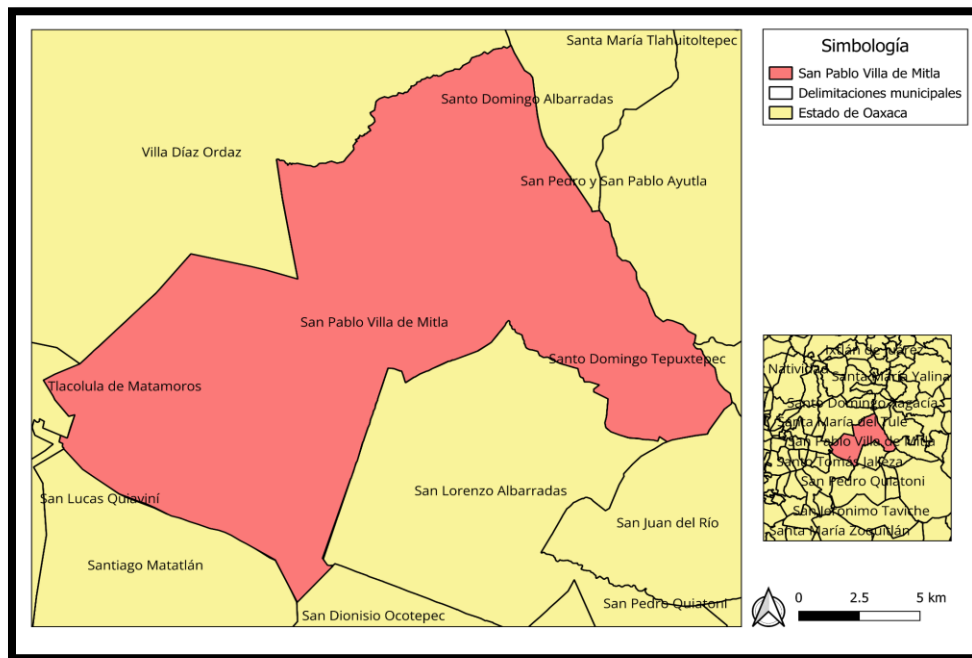 Santa María Tlahuitoltepec
Santo Domingo Albarradas
Villa Díaz Ordaz
San Pedro y San Pablo Ayutla
San Pablo Villa de Mitla
Santo Domingo Tepuxtepec
Tlacolula de Matamoros
San Lorenzo Albarradas
San Lucas Quiaviní
San Juan del Río
Santiago Matatlán
San Pedro Quiatoni
San Dionisio Ocotepec
Simbología
San Pablo Villa de Mitla
Delimitaciones municipales
Estado de Oaxaca
Ixtlán de Juárez
Natividad
Santa María Yalina
Santo Domingo Xagacía
Santa María del Tule
San Pablo Villa de Mitla
Santo Tomás Jalieza
San Pedro Quiatoni
San Jerónimo Taviche
Santa María Zoquitlán
0 2.5 5 km